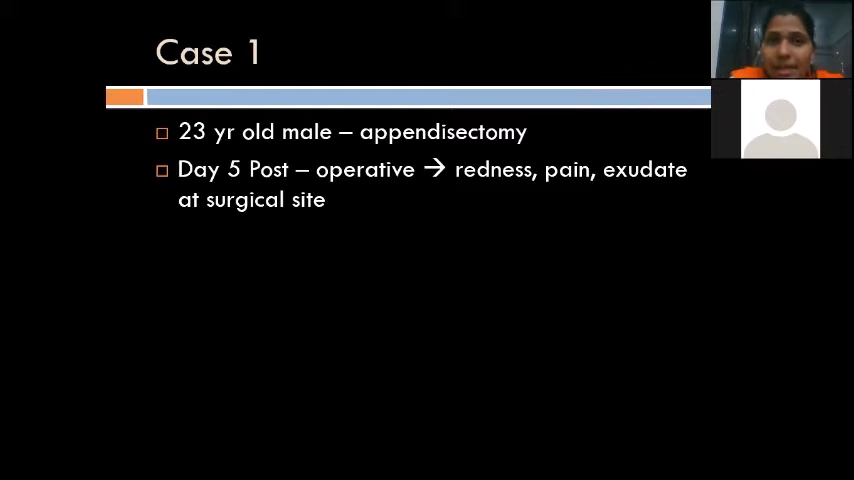 Case 1
23 yr old male – appendisectomy
Day 5 Post – operative → redness, pain, exudate
at surgical site